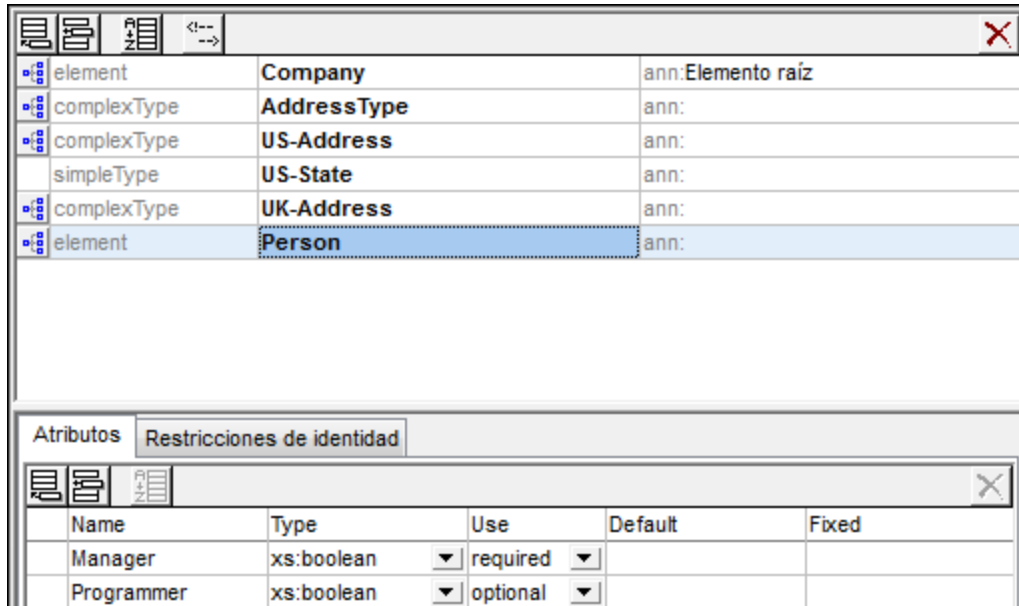 element Company ann:Elemento raíz
complexType AddressType ann:
complexType US-Address ann:
simpleType US-State ann:
complexType UK-Address ann:
element Person ann:
Atributos Restricciones de identidad
Name Type Use Default Fixed
Manager xs:boolean required
Programmer xs:boolean optional